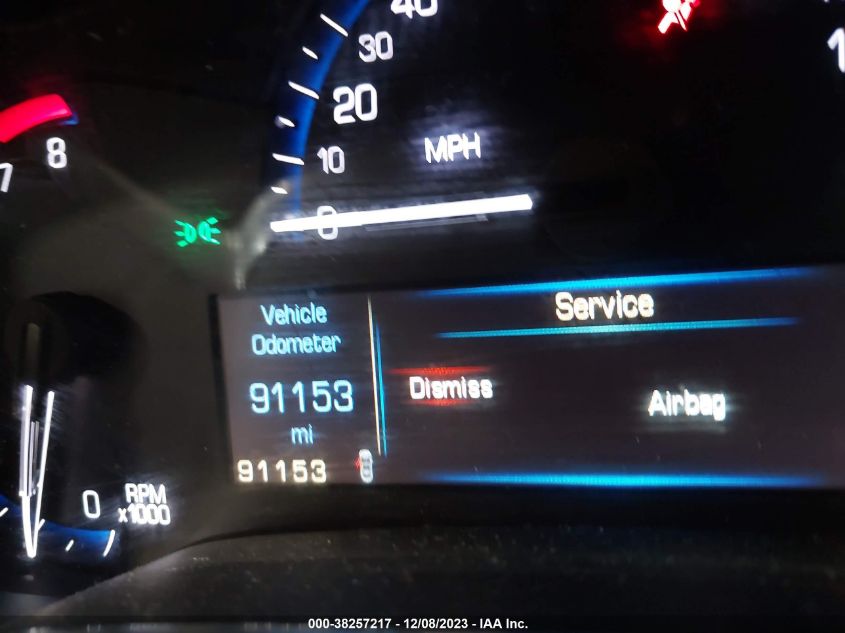 40
30
20
10
0
MPH
1
7
8
Service
Vehicle
Odometer
Dismiss
Airbag
91153
mi
91153
0
RPM
x1000
000-38257217 - 12/08/2023 - IAA Inc.